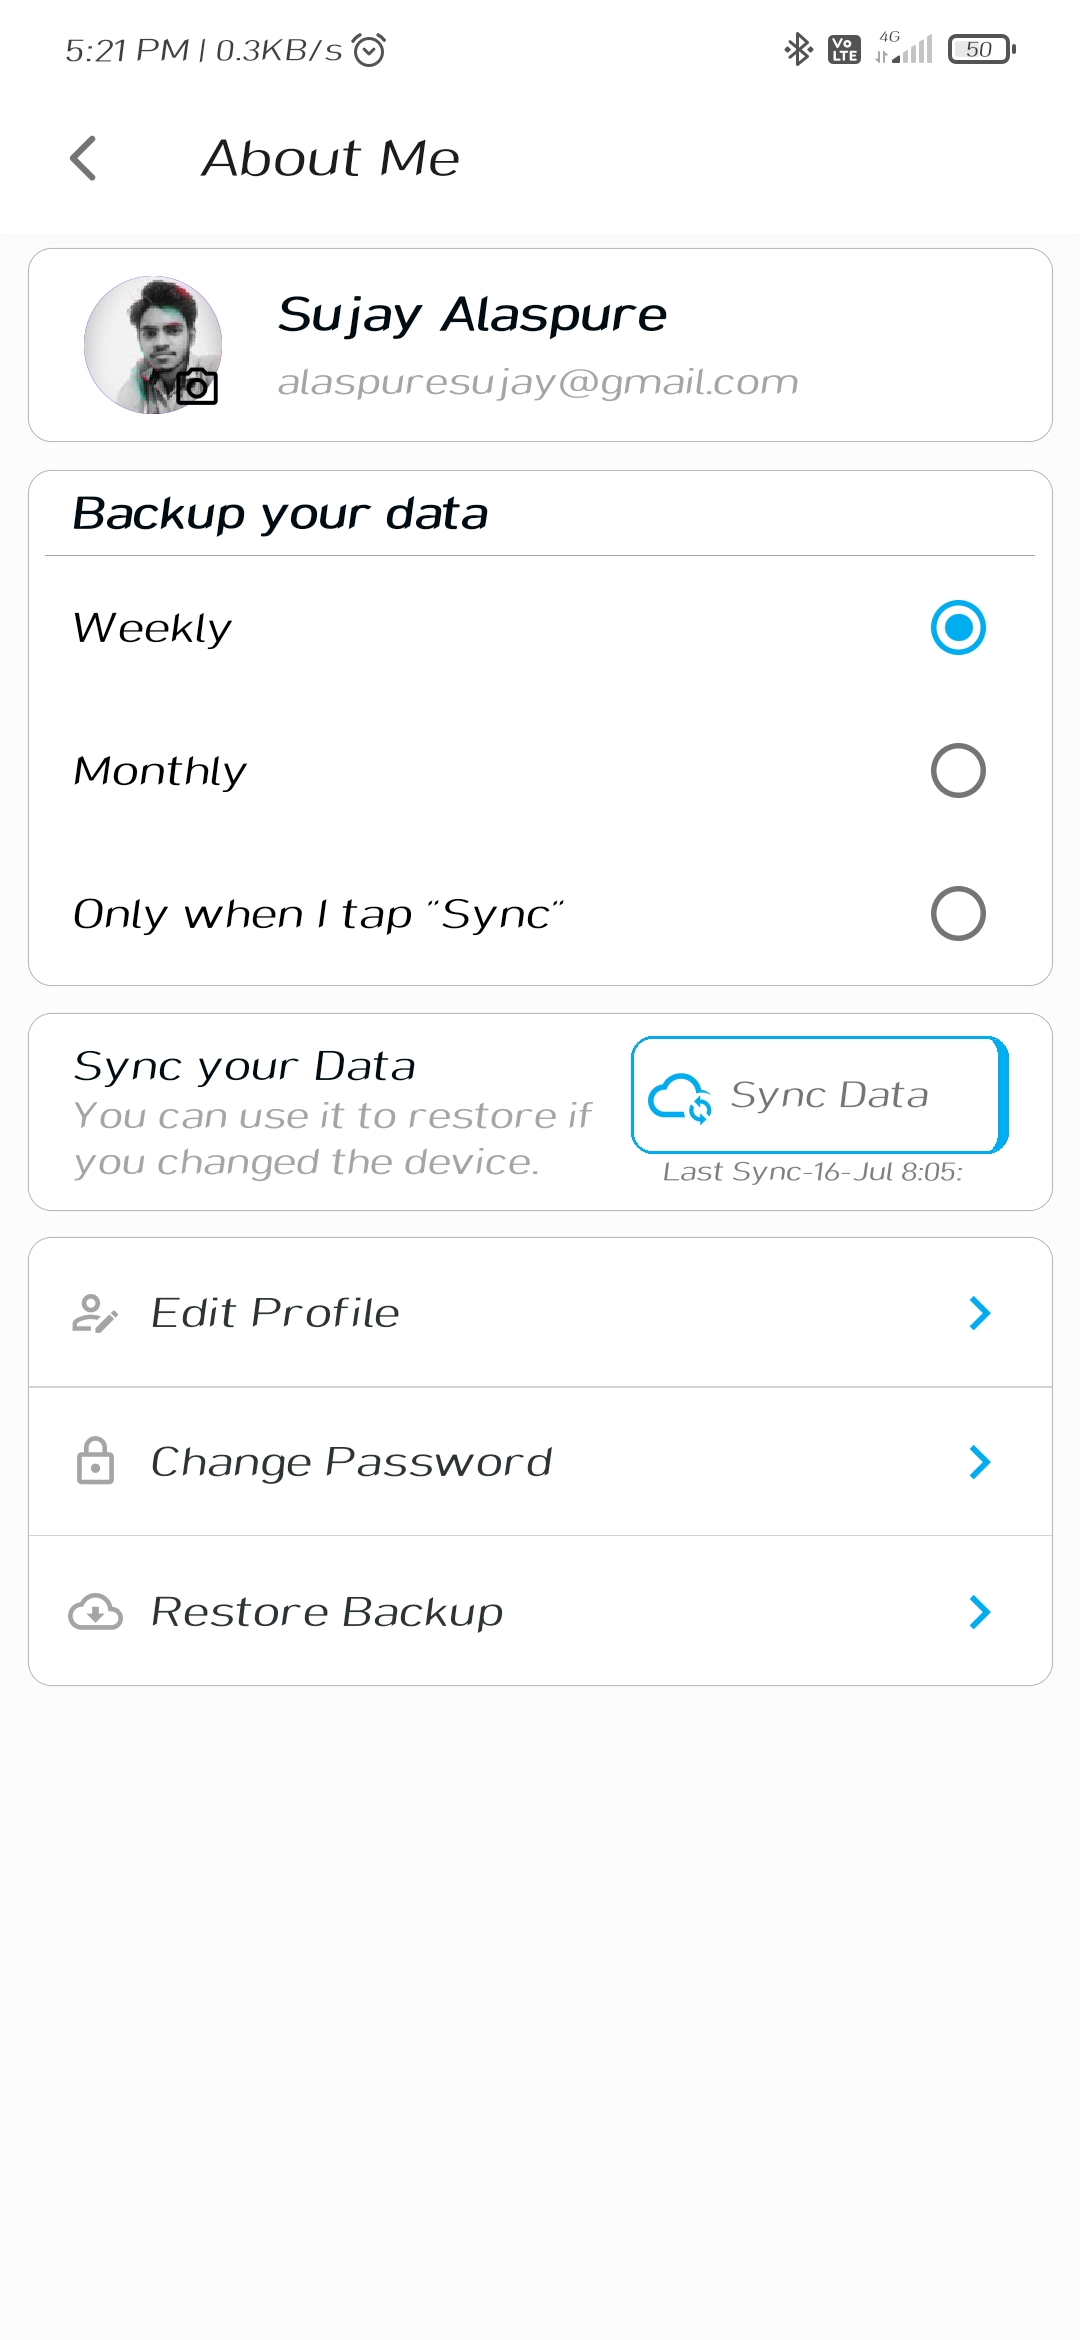 5:21 PM | 0.3KB/s
Vo LTE 4G 50
About Me
Sujay Alaspure
alaspuresujay@gmail.com
Backup your data
Weekly
Monthly
Only when I tap "Sync"
Sync your Data
You can use it to restore if
you changed the device.
Sync Data
Last Sync-16-Jul 8:05:
Edit Profile
Change Password
Restore Backup